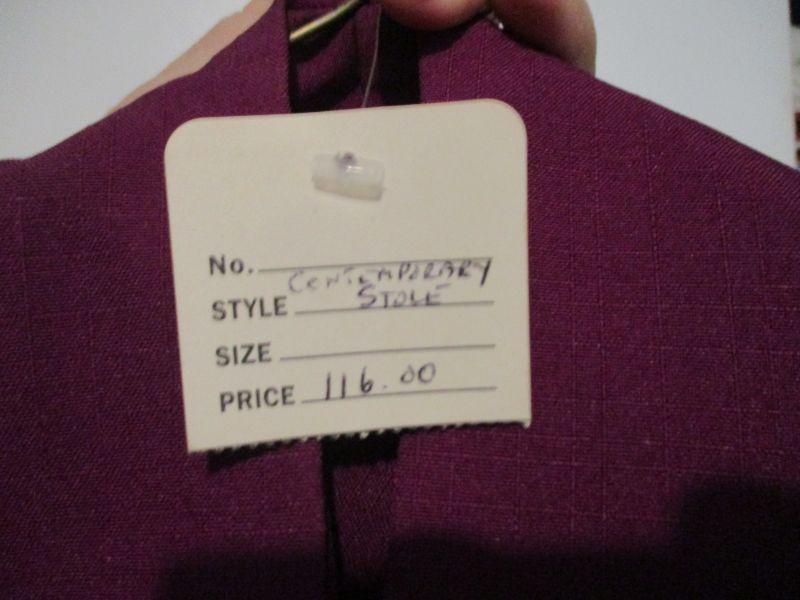 No.
CONTEMPORARY
STYLE STOLE
SIZE
PRICE 116.00